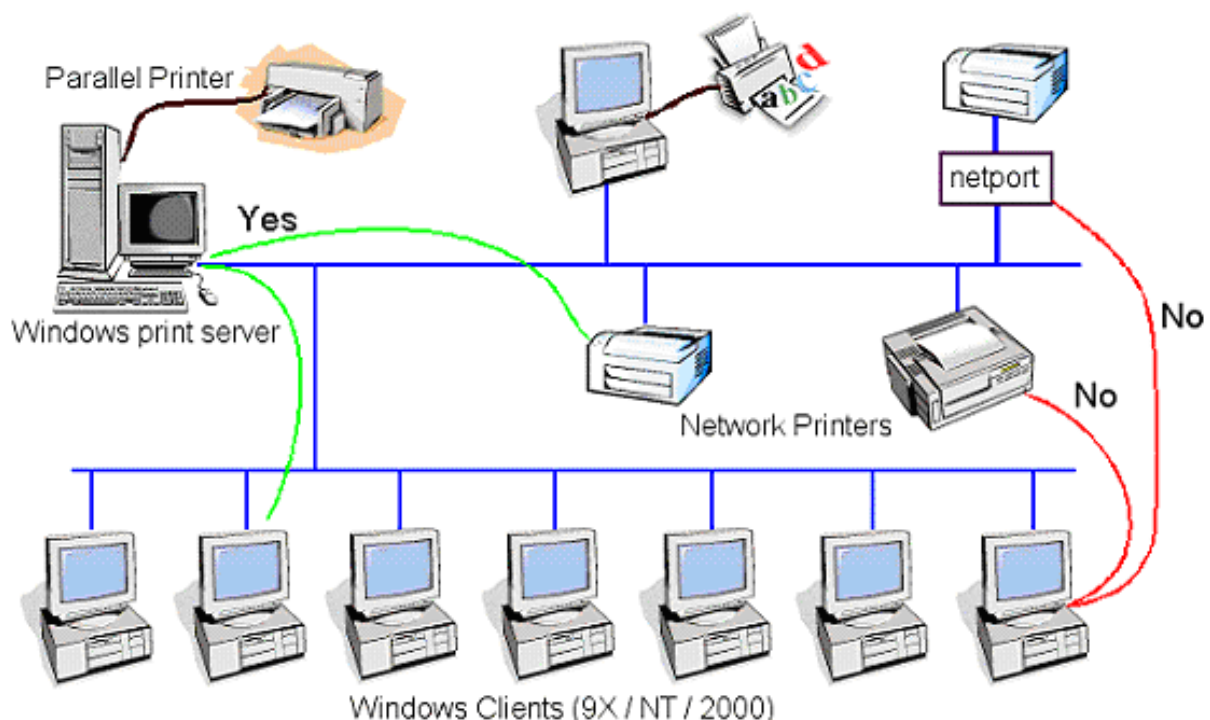 Parallel Printer
abcd
netport
Yes
Windows print server
No
No
Network Printers
Windows Clients (9X / NT / 2000)